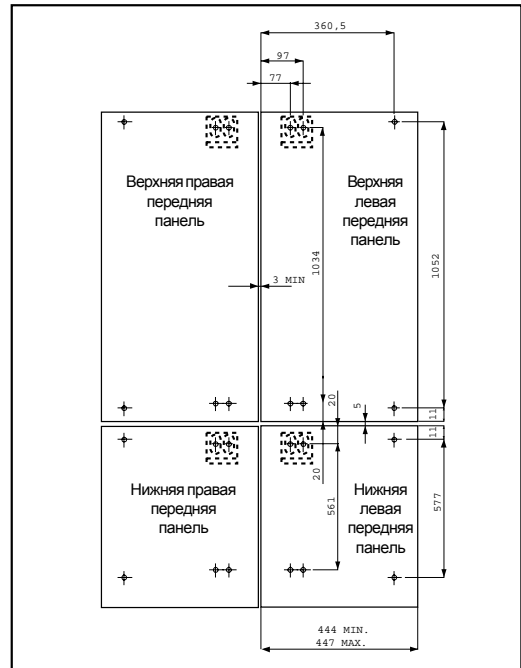 360,5
97
77
Верхняя правая
передняя
панель
Верхняя
левая
передняя
панель
1034
1052
3 MIN
20
5
11
11
20
561
577
Нижняя правая
передняя
панель
Нижняя
левая
передняя
панель
444 MIN.
447 MAX.